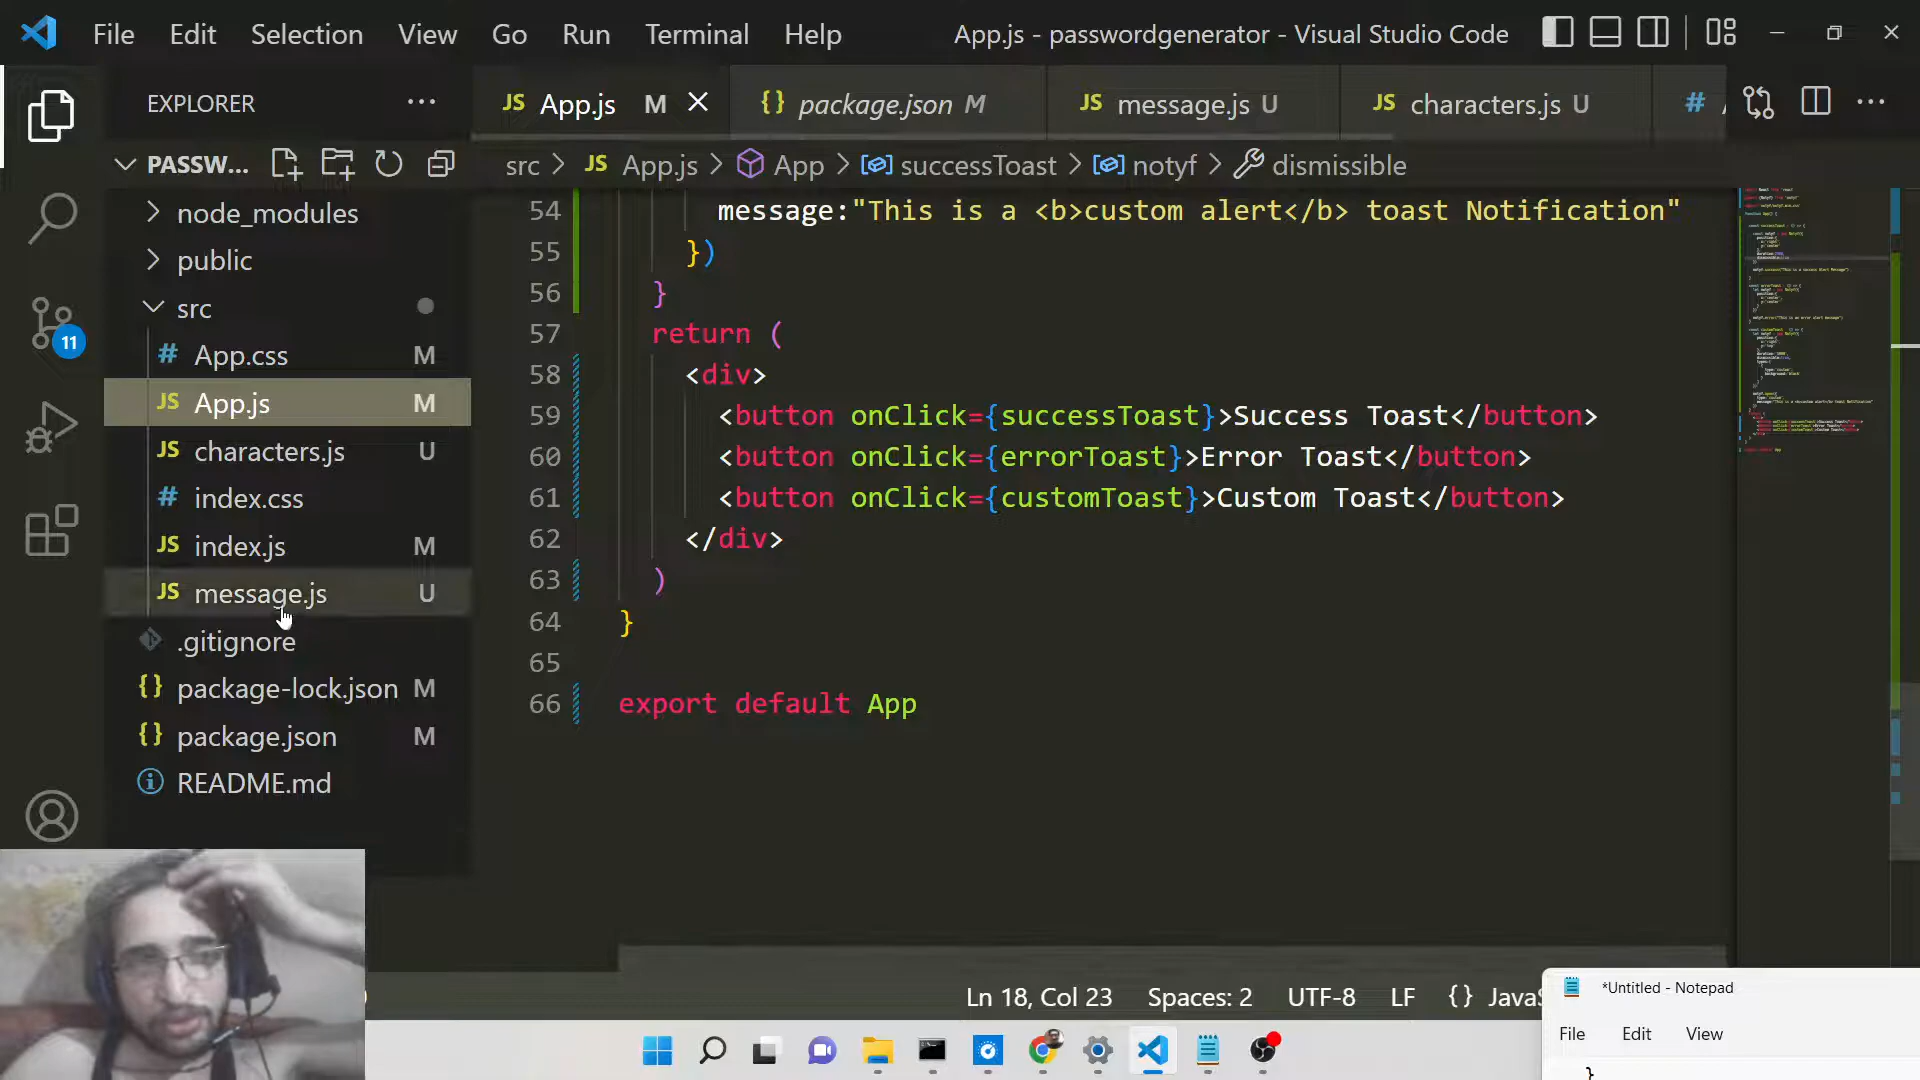 File Edit Selection View Go Run Terminal Help App.js - passwordgenerator - Visual Studio Code
EXPLORER ···
JS App.js M {} package.json M JS message.js U JS characters.js U #
PASSW...
src > JS App.js > App > successToast > notyf > dismissible
node_modules
public
src
# App.css M
JS App.js M
JS characters.js U
# index.css
JS index.js M
JS message.js U
.gitignore
{} package-lock.json M
{} package.json M
README.md
11
54 message:"This is a <b>custom alert</b> toast Notification"
55 })
56 }
57 return (
58 <div>
59 <button onClick={successToast}>Success Toast</button>
60 <button onClick={errorToast}>Error Toast</button>
61 <button onClick={customToast}>Custom Toast</button>
62 </div>
63 )
64 }
65
66 export default App
Ln 18, Col 23 Spaces: 2 UTF-8 LF {}
*Untitled - Notepad
File Edit View
}